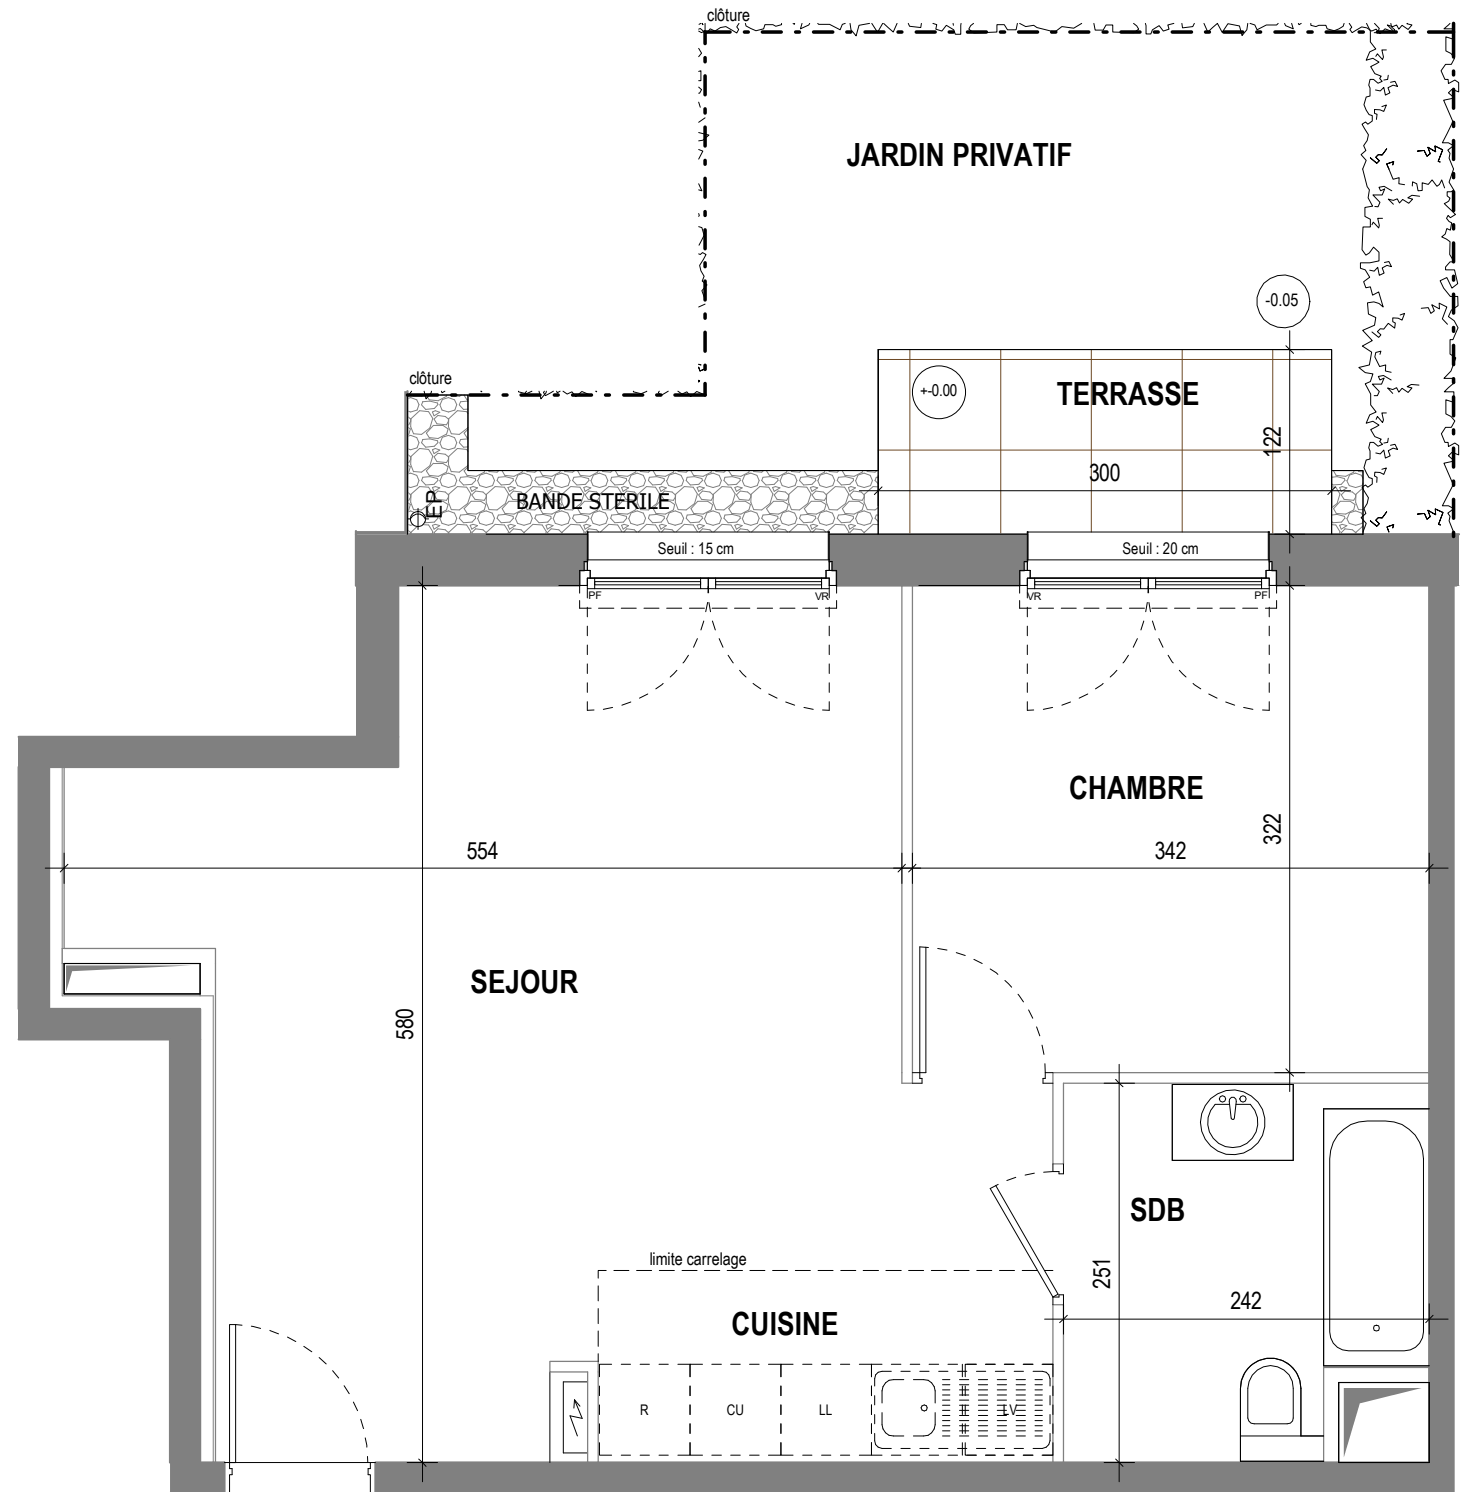 clôture
JARDIN PRIVATIF
-0.05
clôture
+-0.00
TERRASSE
122
300
EP
BANDE STERILE
Seuil : 15 cm
Seuil : 20 cm
PF
VR
VR
PF
CHAMBRE
554
342
322
SEJOUR
580
SDB
251
242
limite carrelage
CUISINE
R
CU
LL
LV